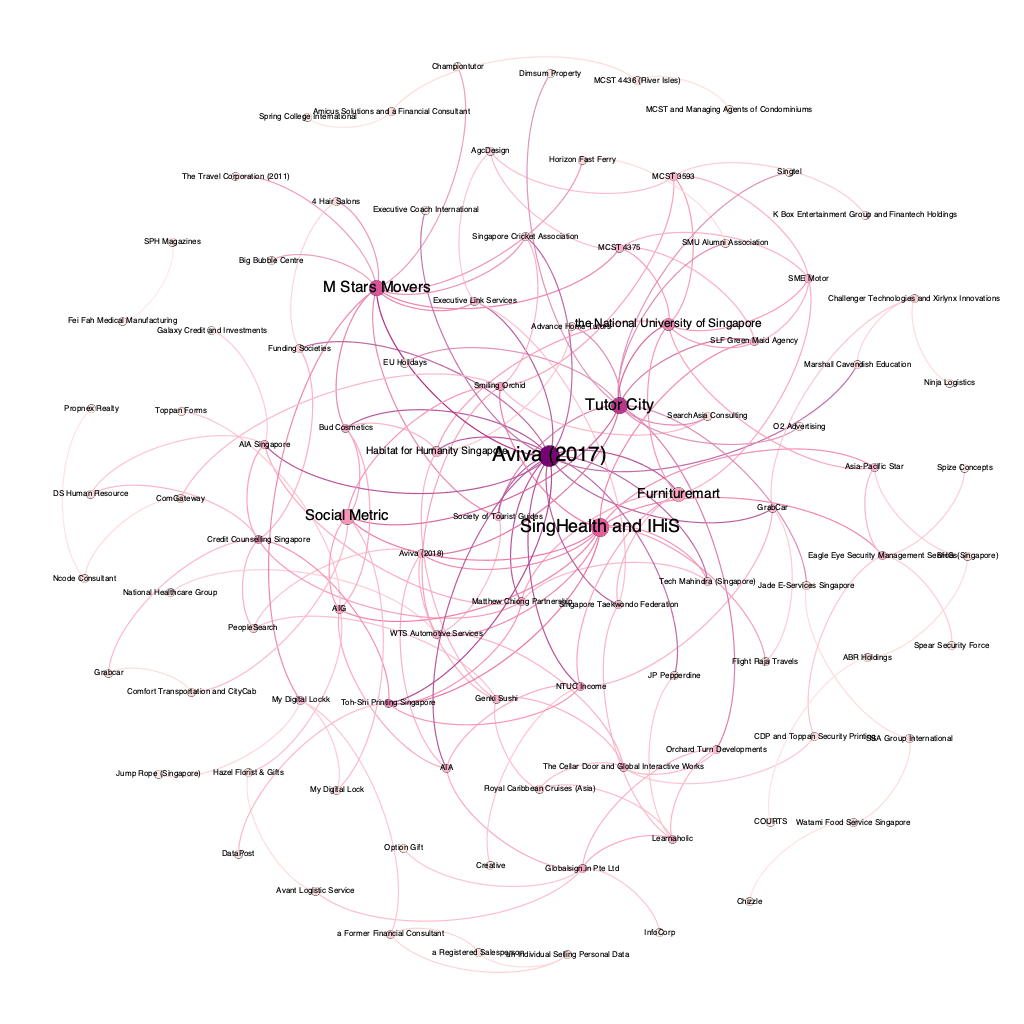 Championtutor
Dimsum Property
MCST 4436 (River Isles)
Amicus Solutions and a Financial Consultant
MCST and Managing Agents of Condominiums
Spring College International
AgcDesign
Horizon Fast Ferry
The Travel Corporation (2011)
MCST 3593
Singtel
4 Hair Salons
Executive Coach International
K Box Entertainment Group and Finantech Holdings
SPH Magazines
Singapore Cricket Association
MCST 4375
SMU Alumni Association
Big Bubble Centre
SME Motor
M Stars Movers
Executive Link Services
Challenger Technologies and Xirlynx Innovations
Fei Fah Medical Manufacturing
Galaxy Credit and Investments
Advance Home Tutors
the National University of Singapore
SLF Green Maid Agency
Funding Societies
EU Holidays
Marshall Cavendish Education
Smiling Orchid
Ninja Logistics
Propnex Realty
Toppan Forms
Tutor City
SearchAsia Consulting
Bud Cosmetics
O2 Advertising
AIA Singapore
Habitat for Humanity Singapore
Aviva (2017)
Asia-Pacific Star
Spize Concepts
DS Human Resource
ComGateway
Furnituremart
Social Metric
Society of Tourist Guides
SingHealth and IHiS
GrabCar
Credit Counselling Singapore
Aviva (2018)
Eagle Eye Security Management Services
(Singapore)
Ncode Consultant
National Healthcare Group
Tech Mahindra (Singapore)
Jade E-Services Singapore
Matthew Chiong Partnership
Singapore Taekwondo Federation
AIG
PeopleSearch
WTS Automotive Services
Spear Security Force
ABR Holdings
Flight Raja Travels
Grabcar
JP Pepperdine
Comfort Transportation and CityCab
My Digital Lockk
Toh-Shi Printing Singapore
Genki Sushi
NTUC Income
CDP and Toppan Security Printing
SSA Group International
Orchard Turn Developments
Jump Rope (Singapore)
Hazel Florist & Gifts
AIA
The Cellar Door and Global Interactive Works
My Digital Lock
Royal Caribbean Cruises (Asia)
COURTS
Watami Food Service Singapore
Learnaholic
DataPost
Option Gift
Creative
Globalsign.in Pte Ltd
Avant Logistic Service
Chizzle
a Former Financial Consultant
InfoCorp
a Registered Salesperson
an Individual Selling Personal Data